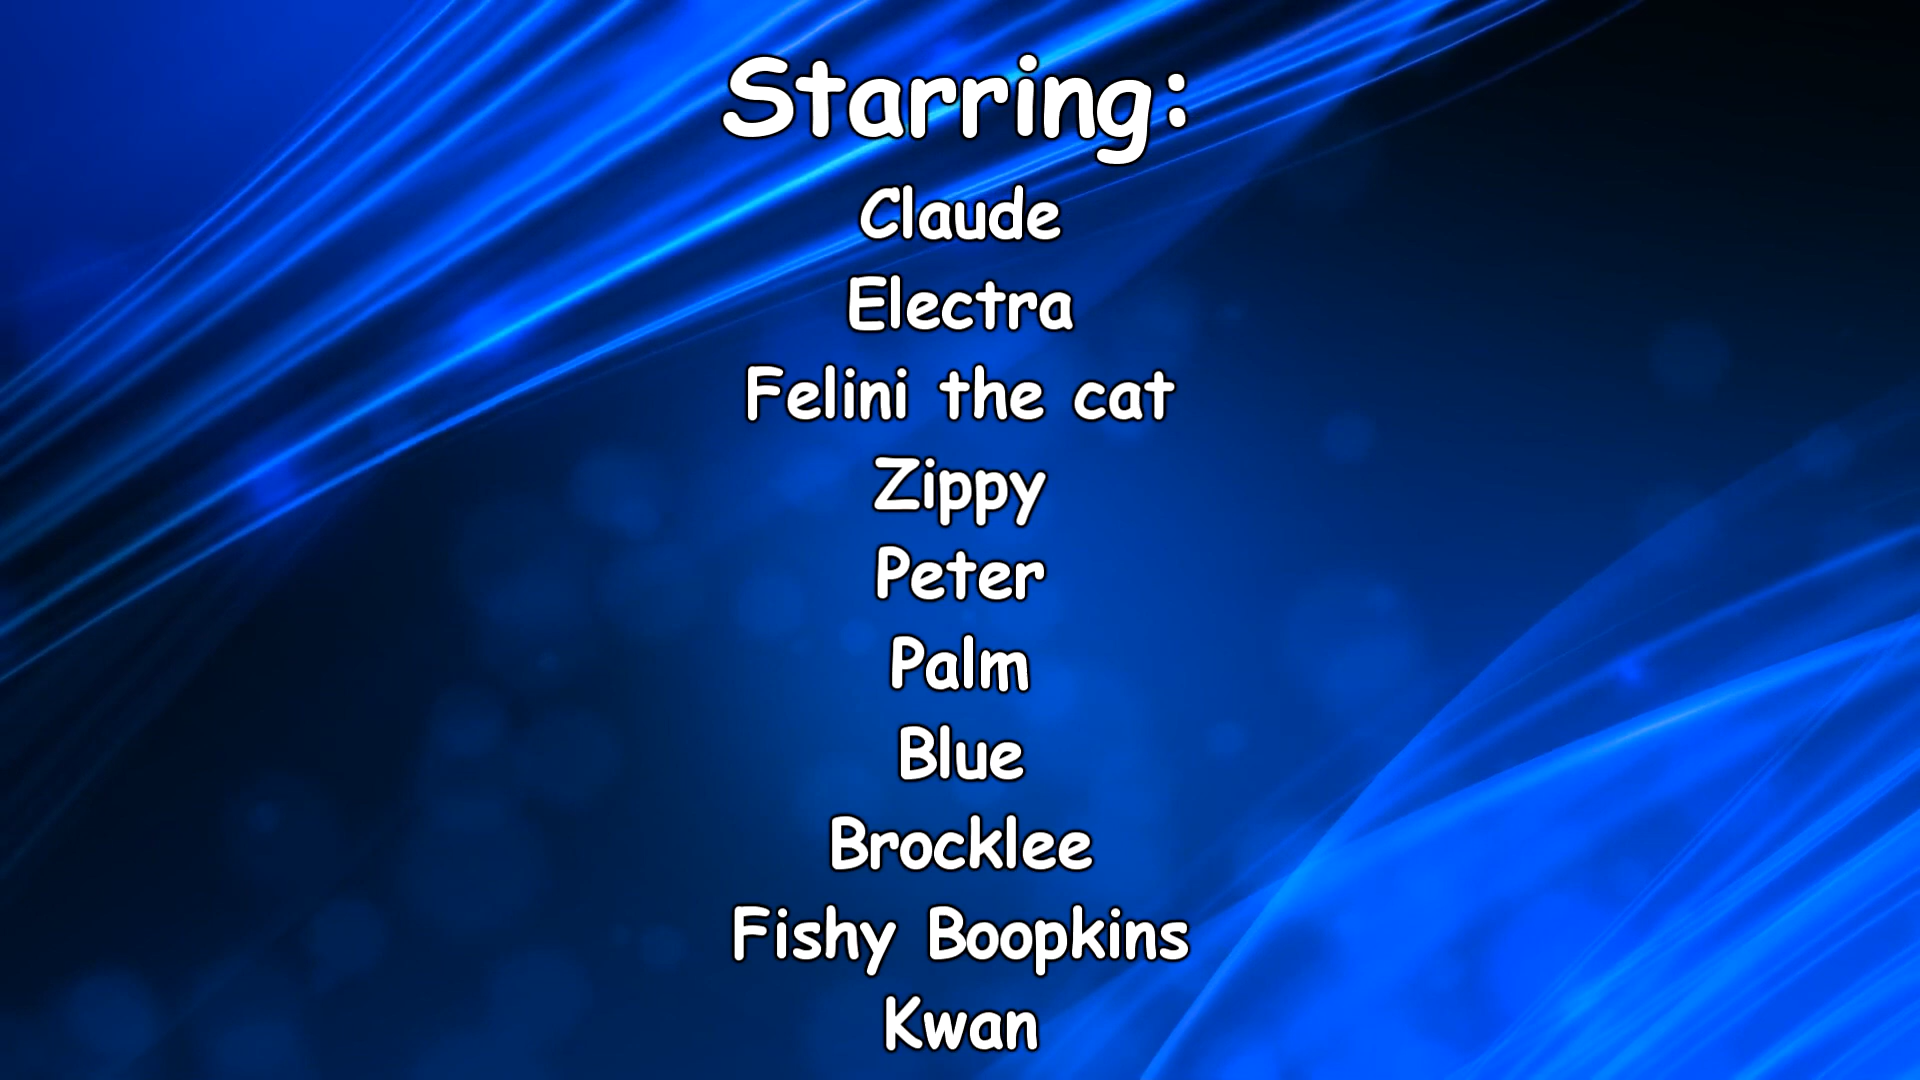 Starring:
Claude
Electra
Felini the cat
Zippy
Peter
Palm
Blue
Brocklee
Fishy Boopkins
Kwan